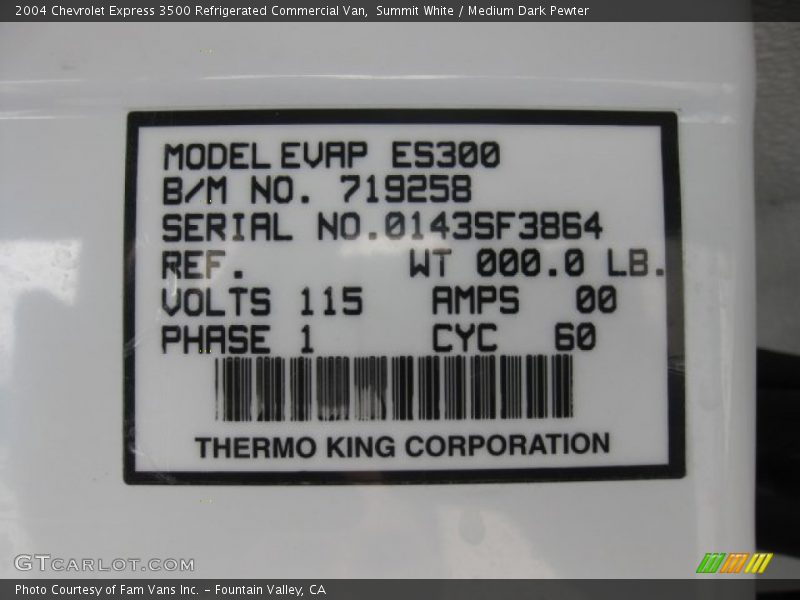 2004 Chevrolet Express 3500 Refrigerated Commercial Van,  Summit White / Medium Dark Pewter
MODEL EVAP ES300
B/M NO. 719258
SERIAL NO.0143SF3864
REF. WT 000.0 LB.
VOLTS 115 AMPS 00
PHASE 1 CYC 60
THERMO KING CORPORATION
GTCARLOT.COM
Photo Courtesy of Fam Vans Inc. - Fountain Valley, CA